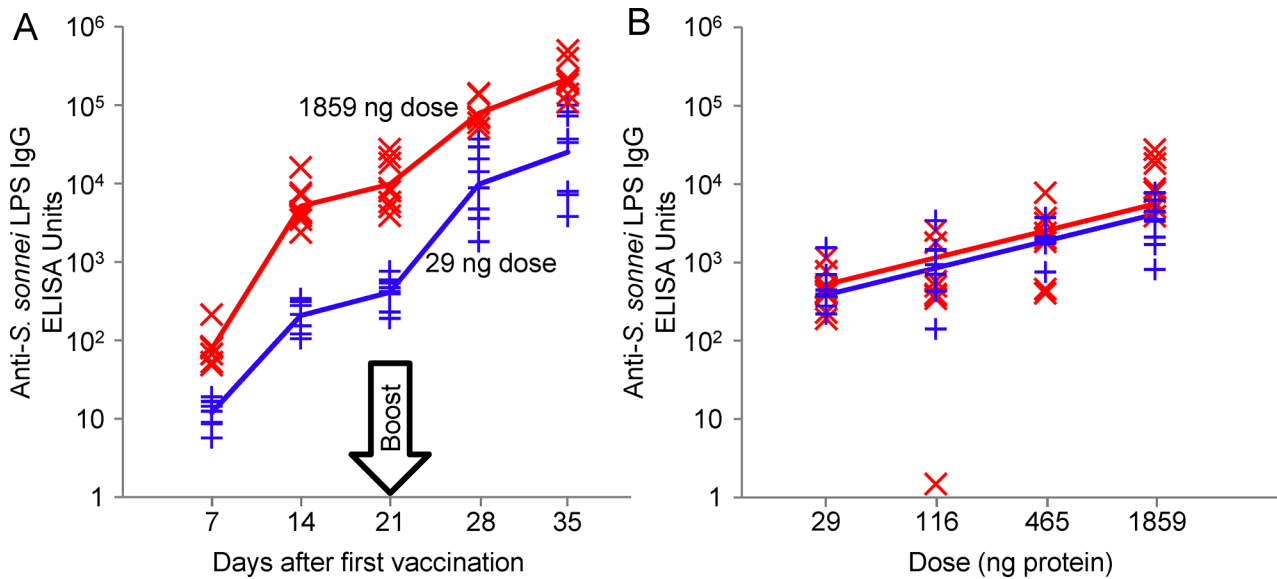 A
Anti-S. sonnei LPS IgG
ELISA Units
10⁶
10⁵
10⁴
10³
10²
10
1
1859 ng dose
29 ng dose
Boost
7 14 21 28 35
Days after first vaccination
B
Anti-S. sonnei LPS IgG
ELISA Units
10⁶
10⁵
10⁴
10³
10²
10
1
29 116 465 1859
Dose (ng protein)